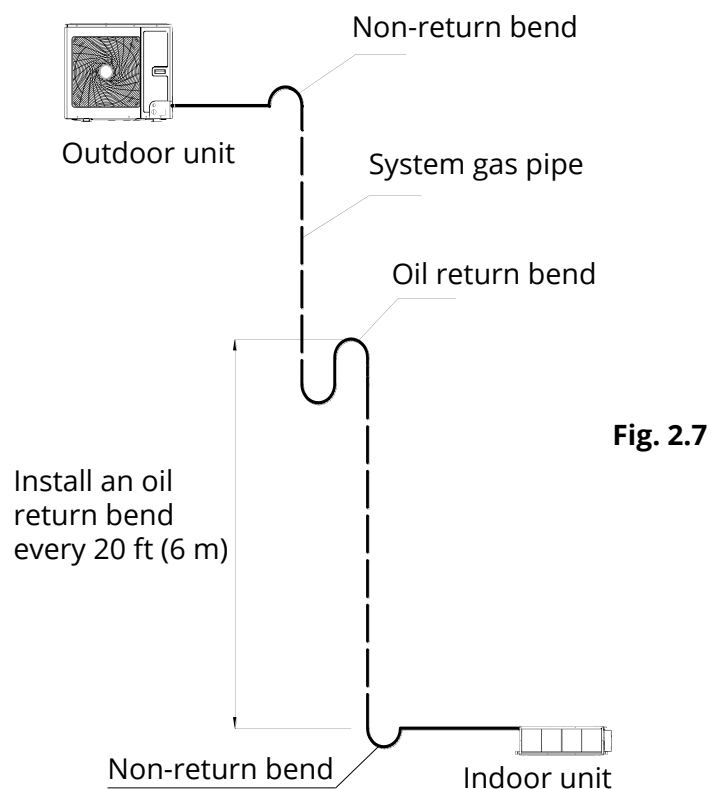 Non-return bend
Outdoor unit
System gas pipe
Oil return bend
Fig. 2.7
Install an oil
return bend
every 20 ft (6 m)
Non-return bend
Indoor unit